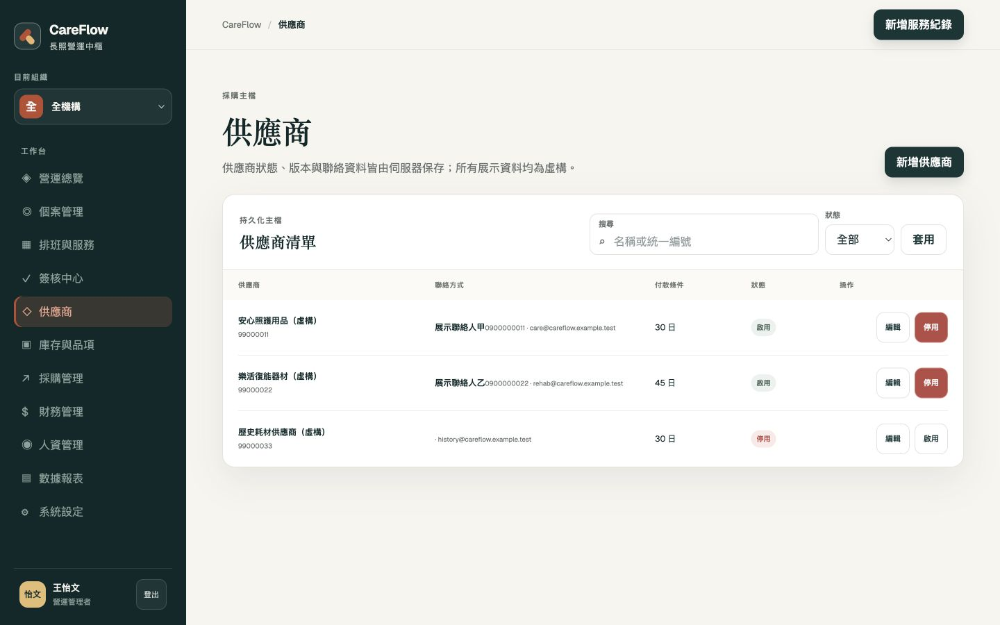 CareFlow
長照營運中樞
目前組織
全 全機構
工作台
營運總覽
個案管理
排班與服務
簽核中心
供應商
庫存與品項
採購管理
$ 財務管理
人資管理
數據報表
系統設定
怡文
王怡文
營運管理者
登出
CareFlow / 供應商
新增服務紀錄
採購主檔
供應商
供應商狀態、版本與聯絡資料皆由伺服器保存；所有展示資料均為虛構。
新增供應商
持久化主檔
供應商清單
搜尋
名稱或統一編號
狀態
全部
套用
供應商 聯絡方式 付款條件 狀態 操作
安心照護用品（虛構）
99000011
展示聯絡人甲0900000011 · care@careflow.example.test
30 日
啟用
編輯 停用
樂活復能器材（虛構）
99000022
展示聯絡人乙0900000022 · rehab@careflow.example.test
45 日
啟用
編輯 停用
歷史耗材供應商（虛構）
99000033
· history@careflow.example.test
30 日
停用
編輯 啟用